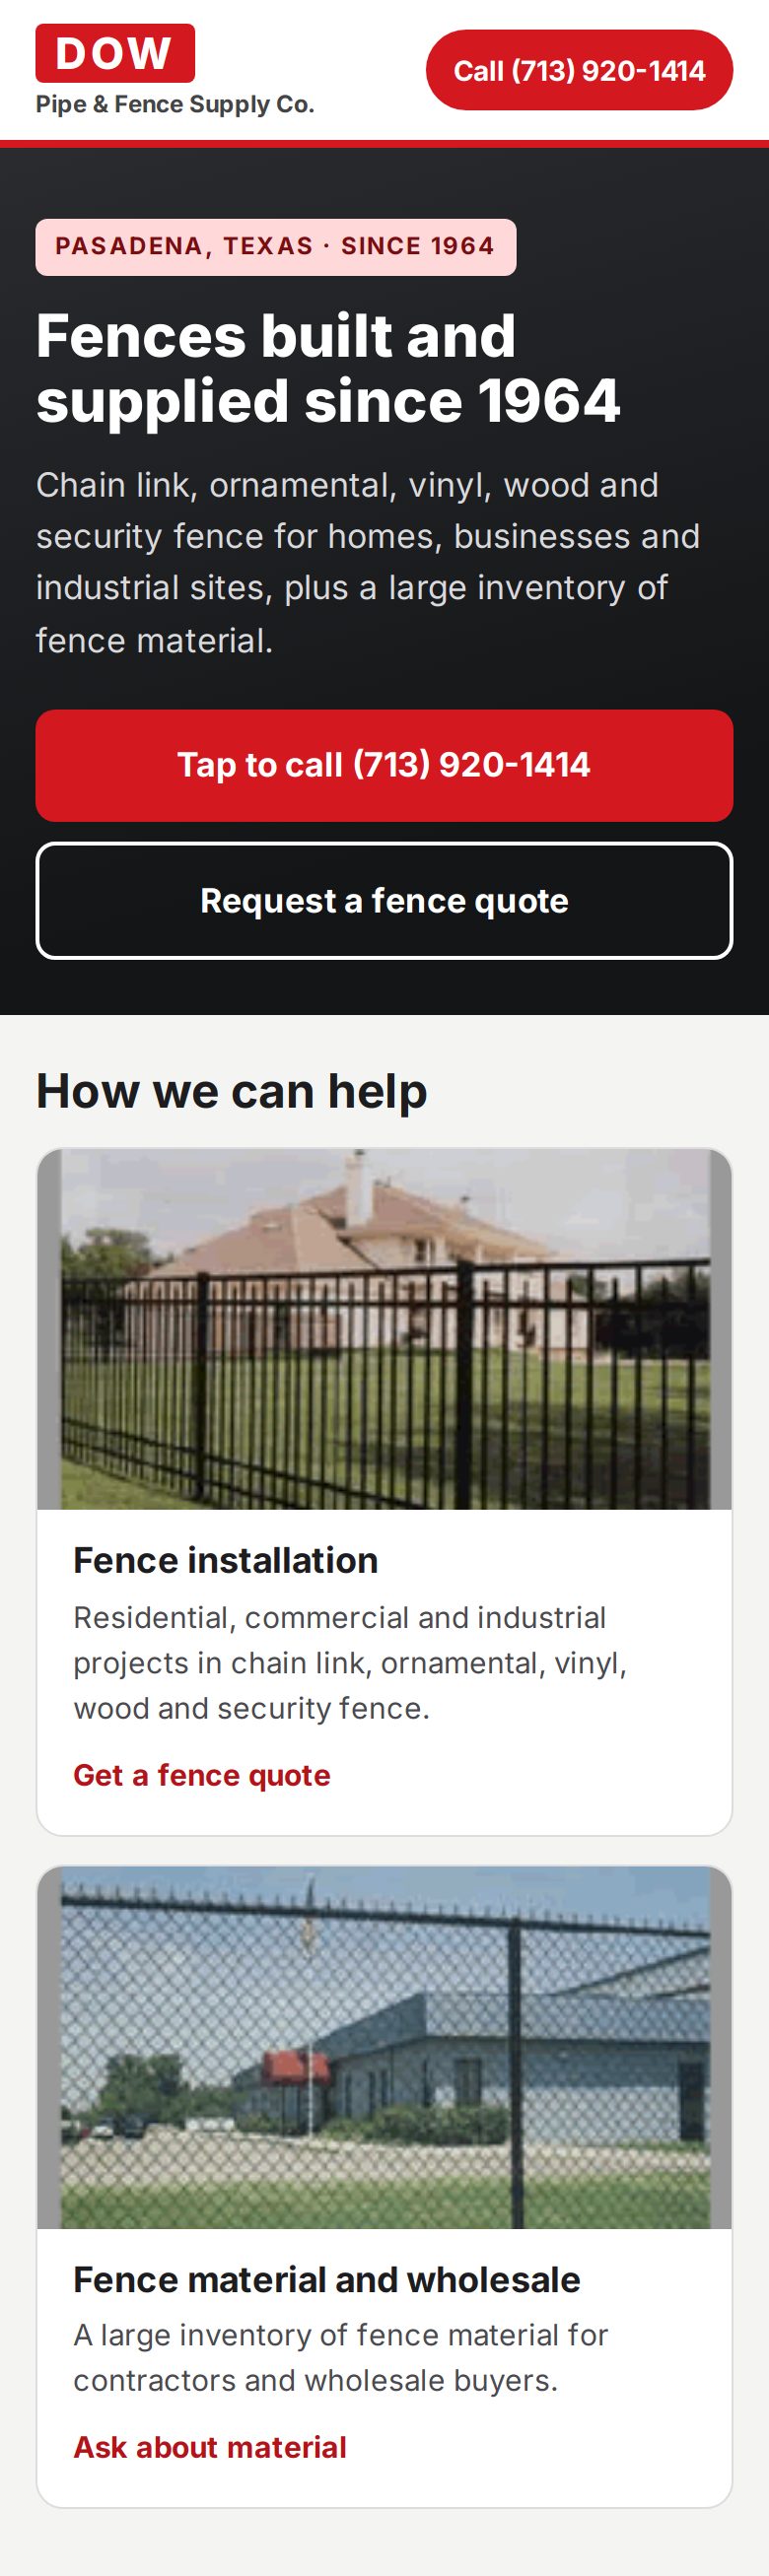 DOW
Pipe & Fence Supply Co.
Call (713) 920-1414
PASADENA, TEXAS · SINCE 1964
Fences built and
supplied since 1964
Chain link, ornamental, vinyl, wood and
security fence for homes, businesses and
industrial sites, plus a large inventory of
fence material.
Tap to call (713) 920-1414
Request a fence quote
How we can help
Fence installation
Residential, commercial and industrial
projects in chain link, ornamental, vinyl,
wood and security fence.
Get a fence quote
Fence material and wholesale
A large inventory of fence material for
contractors and wholesale buyers.
Ask about material